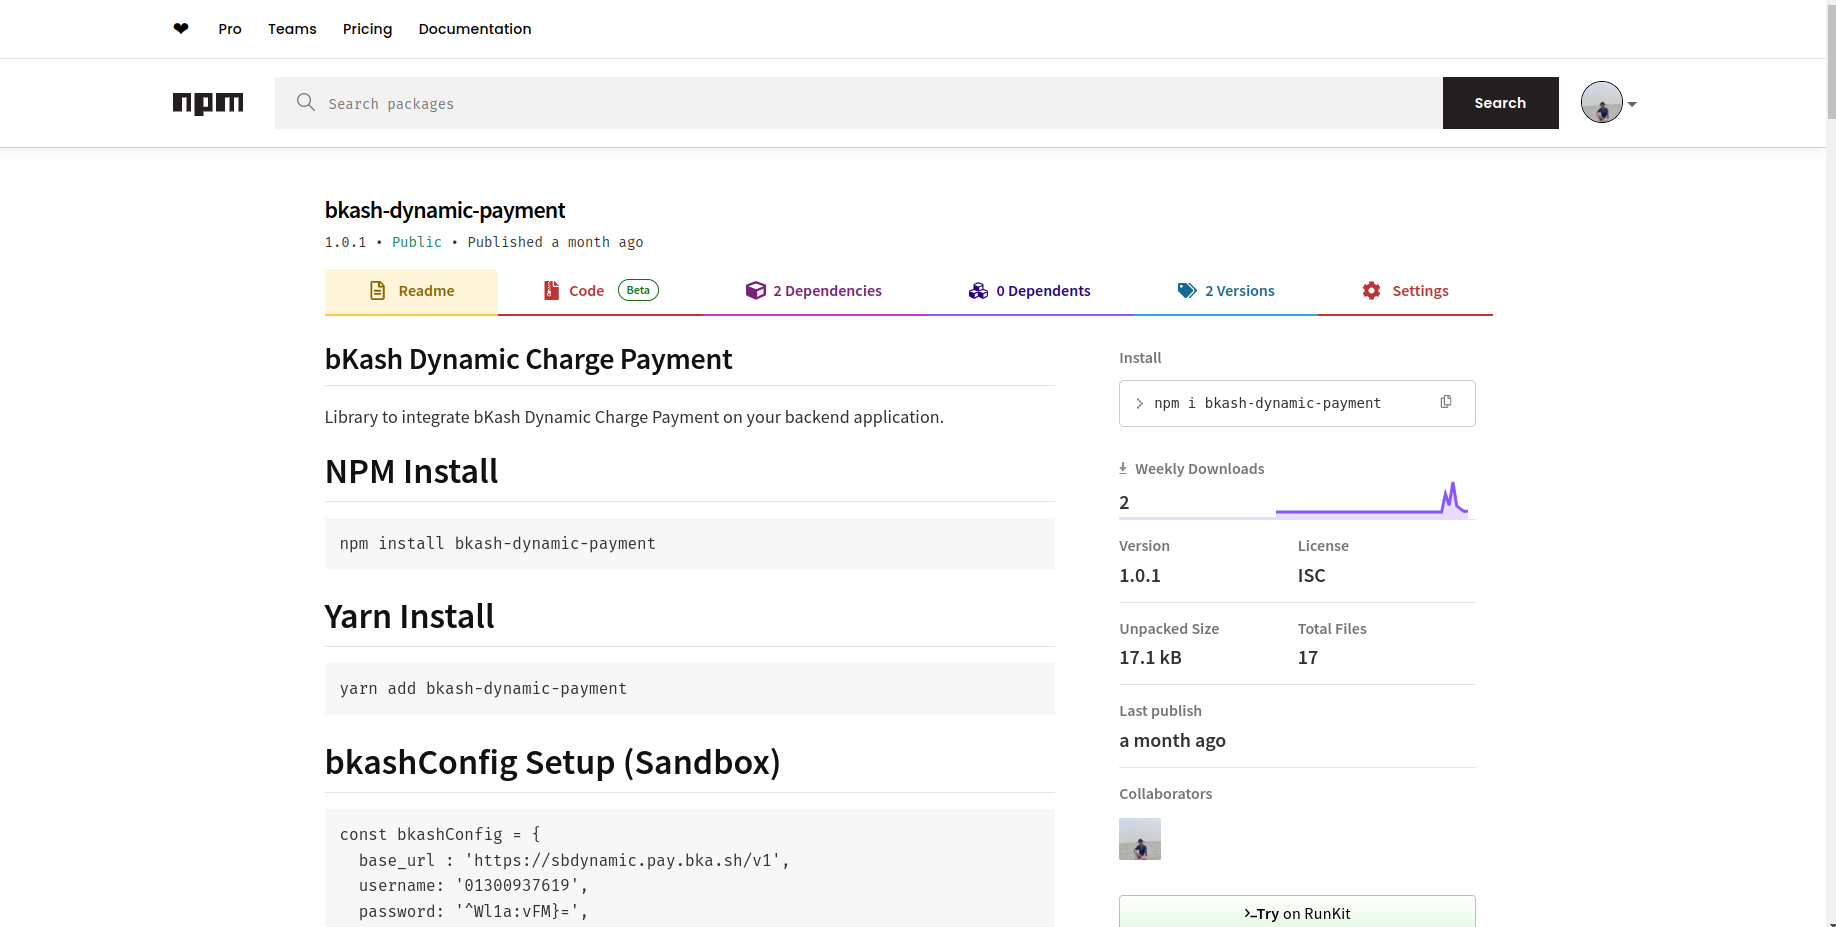 ❤ Pro Teams Pricing Documentation
npm Search packages Search
bkash-dynamic-payment
1.0.1 • Public • Published a month ago
Readme Code Beta 2 Dependencies 0 Dependents 2 Versions Settings
bKash Dynamic Charge Payment
Library to integrate bKash Dynamic Charge Payment on your backend application.
NPM Install
npm install bkash-dynamic-payment
Yarn Install
yarn add bkash-dynamic-payment
bkashConfig Setup (Sandbox)
const bkashConfig = {
base_url : 'https://sbdynamic.pay.bka.sh/v1',
username: '01300937619',
password: '^Wl1a:vFM}=',
Install
> npm i bkash-dynamic-payment
Weekly Downloads
2
Version License
1.0.1 ISC
Unpacked Size Total Files
17.1 kB 17
Last publish
a month ago
Collaborators
>_Try on RunKit